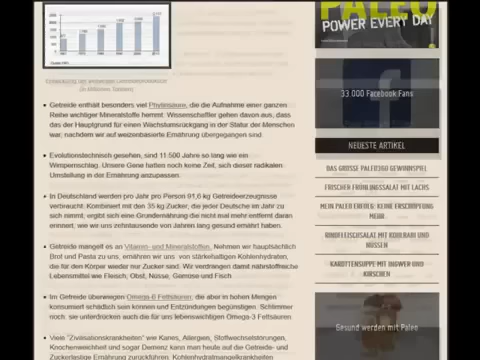 PALEO
POWER EVERY DAY
Getreide enthält besonders viel Phytinsäure, die die Aufnahme einer ganzen
Reihe wichtiger Mineralstoffe hemmt. Wissenschaftler gehen davon aus, dass
das der Hauptgrund für einen Wachstumsrückgang in der Statur der Menschen
war, nachdem wir auf weizenbasierte Ernährung übergegangen sind.
Evolutionstechnisch gesehen, sind 11.500 Jahre so lang wie ein
Wimpernschlag. Unsere Gene hatten noch keine Zeit, sich dieser radikalen
Umstellung in der Ernährung anzupassen.
In Deutschland werden pro Jahr pro Person 91,6 kg Getreideerzeugnisse
verbraucht. Kombiniert mit den 35 kg Zucker, die jeder Deutsche im Jahr zu
sich nimmt, ergibt sich eine Grundernährung die nicht mal mehr entfernt daran
erinnert, wie wir uns zehntausende von Jahren lang gesund ernährt haben.
Getreide mangelt es an Vitamin- und Mineralstoffen. Nehmen wir hauptsächlich
Brot und Pasta zu uns, ernähren wir uns von stärkehaltigen Kohlenhydraten,
die für den Körper wieder nur Zucker sind. Wir verdrängen damit nährstoffreiche
Lebensmittel wie Fleisch, Obst, Nüsse, Gemüse und Fisch.
Im Getreide überwiegen Omega-6 Fettsäuren, die aber in hohen Mengen
konsumiert schädlich sein können und Entzündungen begünstigen. Schlimmer
noch: sie unterdrücken auch die für uns lebenswichtigen Omega-3 Fettsäuren.
Viele "Zivilisationskrankheiten" wie Karies, Allergien, Stoffwechselstörungen,
Knochenweichheit und sogar Demenz kann man heute auf die Getreide- und
Zuckerlastige Ernährung zurückführen. Kohlenhydratmangelkrankheiten
33.000 Facebook Fans
NEUESTE ARTIKEL
DAS GROSSE PALEO360 GEWINNSPIEL
FRISCHER FRÜHLINGSSALAT MIT LACHS
MEIN PALEO ERFOLG: KEINE ERSCHÖPFUNG
MEHR
RINDFLEISCHSALAT MIT KOHLRABI UND
NÜSSEN
KAROTTENSUPPE MIT INGWER UND
KIRSCHEN
Gesund werden mit Paleo